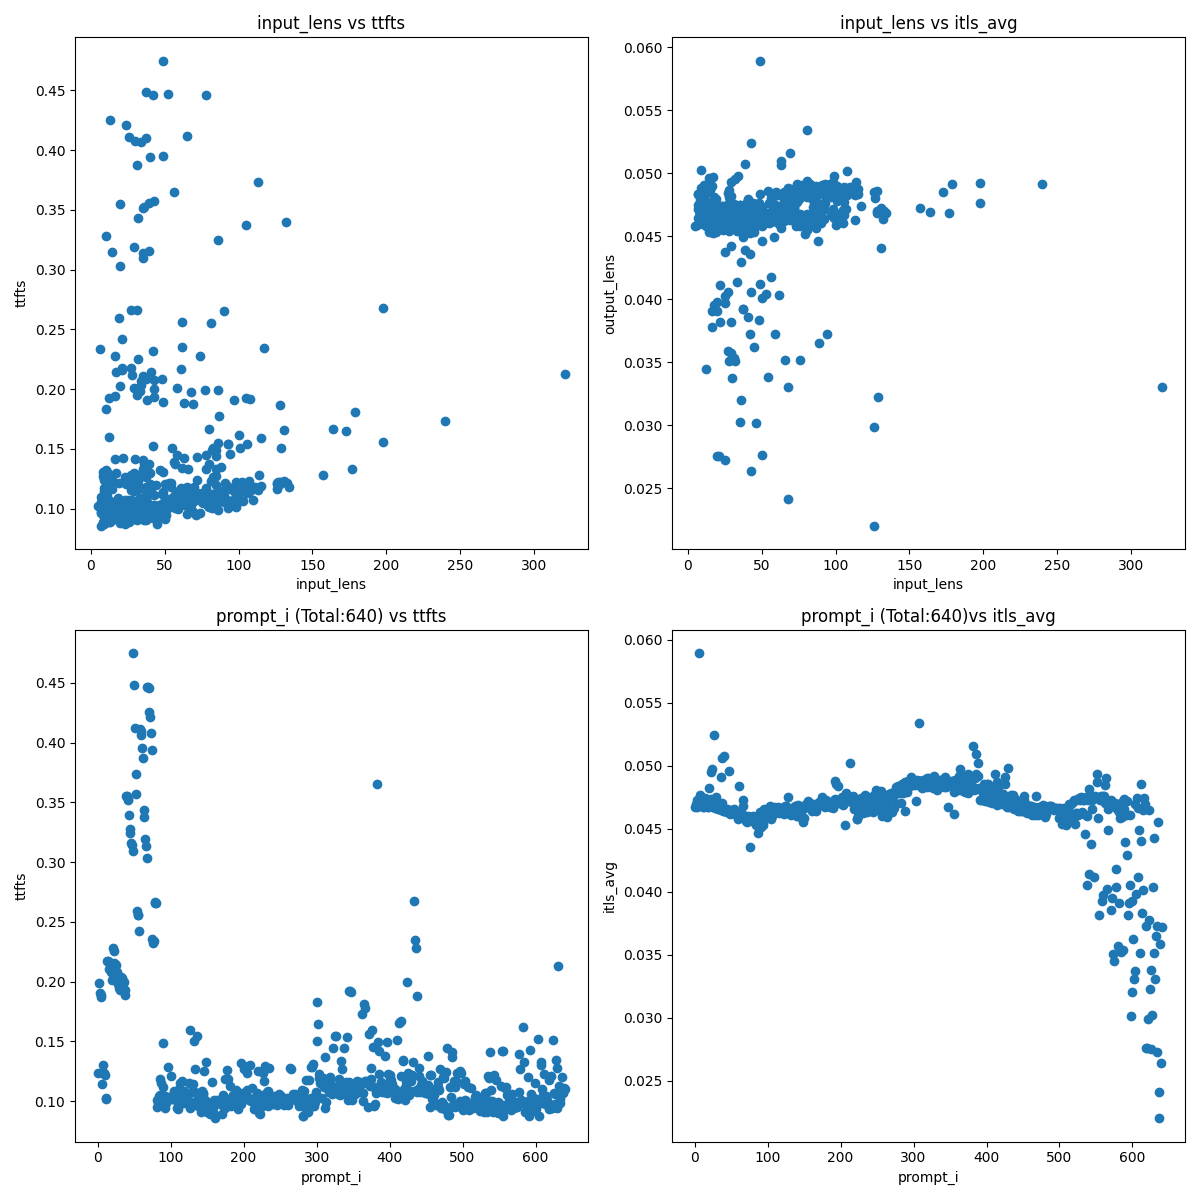 input_lens vs ttfts
ttfts
0.45
0.40
0.35
0.30
0.25
0.20
0.15
0.10
0 50 100 150 200 250 300
input_lens
input_lens vs itls_avg
output_lens
0.060
0.055
0.050
0.045
0.040
0.035
0.030
0.025
0 50 100 150 200 250 300
input_lens
prompt_i (Total:640) vs ttfts
ttfts
0.45
0.40
0.35
0.30
0.25
0.20
0.15
0.10
0 100 200 300 400 500 600
prompt_i
prompt_i (Total:640)vs itls_avg
itls_avg
0.060
0.055
0.050
0.045
0.040
0.035
0.030
0.025
0 100 200 300 400 500 600
prompt_i